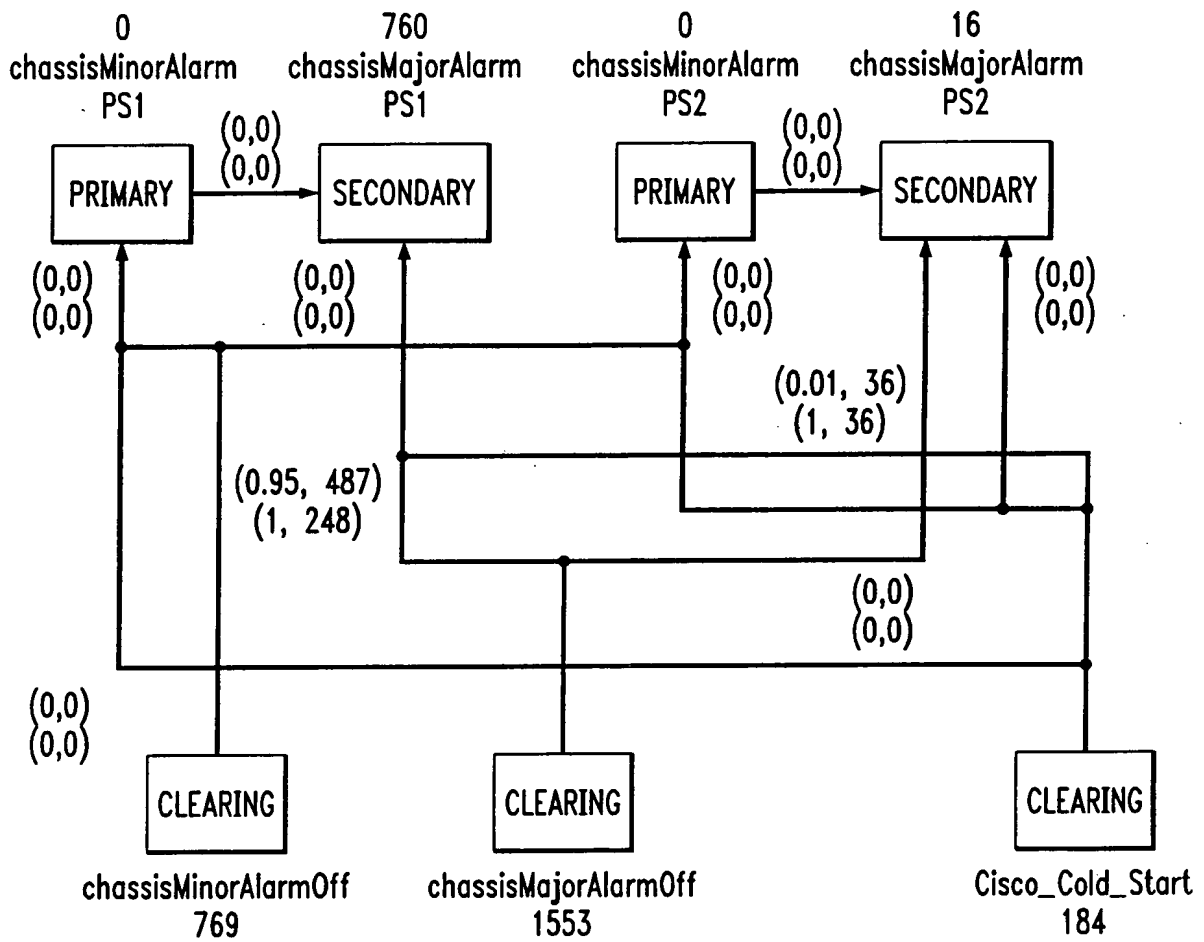 0
chassisMinorAlarm
PS1
760
chassisMajorAlarm
PS1
0
chassisMinorAlarm
PS2
16
chassisMajorAlarm
PS2
(0,0)
(0,0)
(0,0)
(0,0)
PRIMARY
SECONDARY
PRIMARY
SECONDARY
(0,0)
(0,0)
(0,0)
(0,0)
(0,0)
(0,0)
(0,0)
(0,0)
(0.01, 36)
(1, 36)
(0.95, 487)
(1, 248)
(0,0)
(0,0)
(0,0)
(0,0)
CLEARING
CLEARING
CLEARING
chassisMinorAlarmOff
769
chassisMajorAlarmOff
1553
Cisco_Cold_Start
184